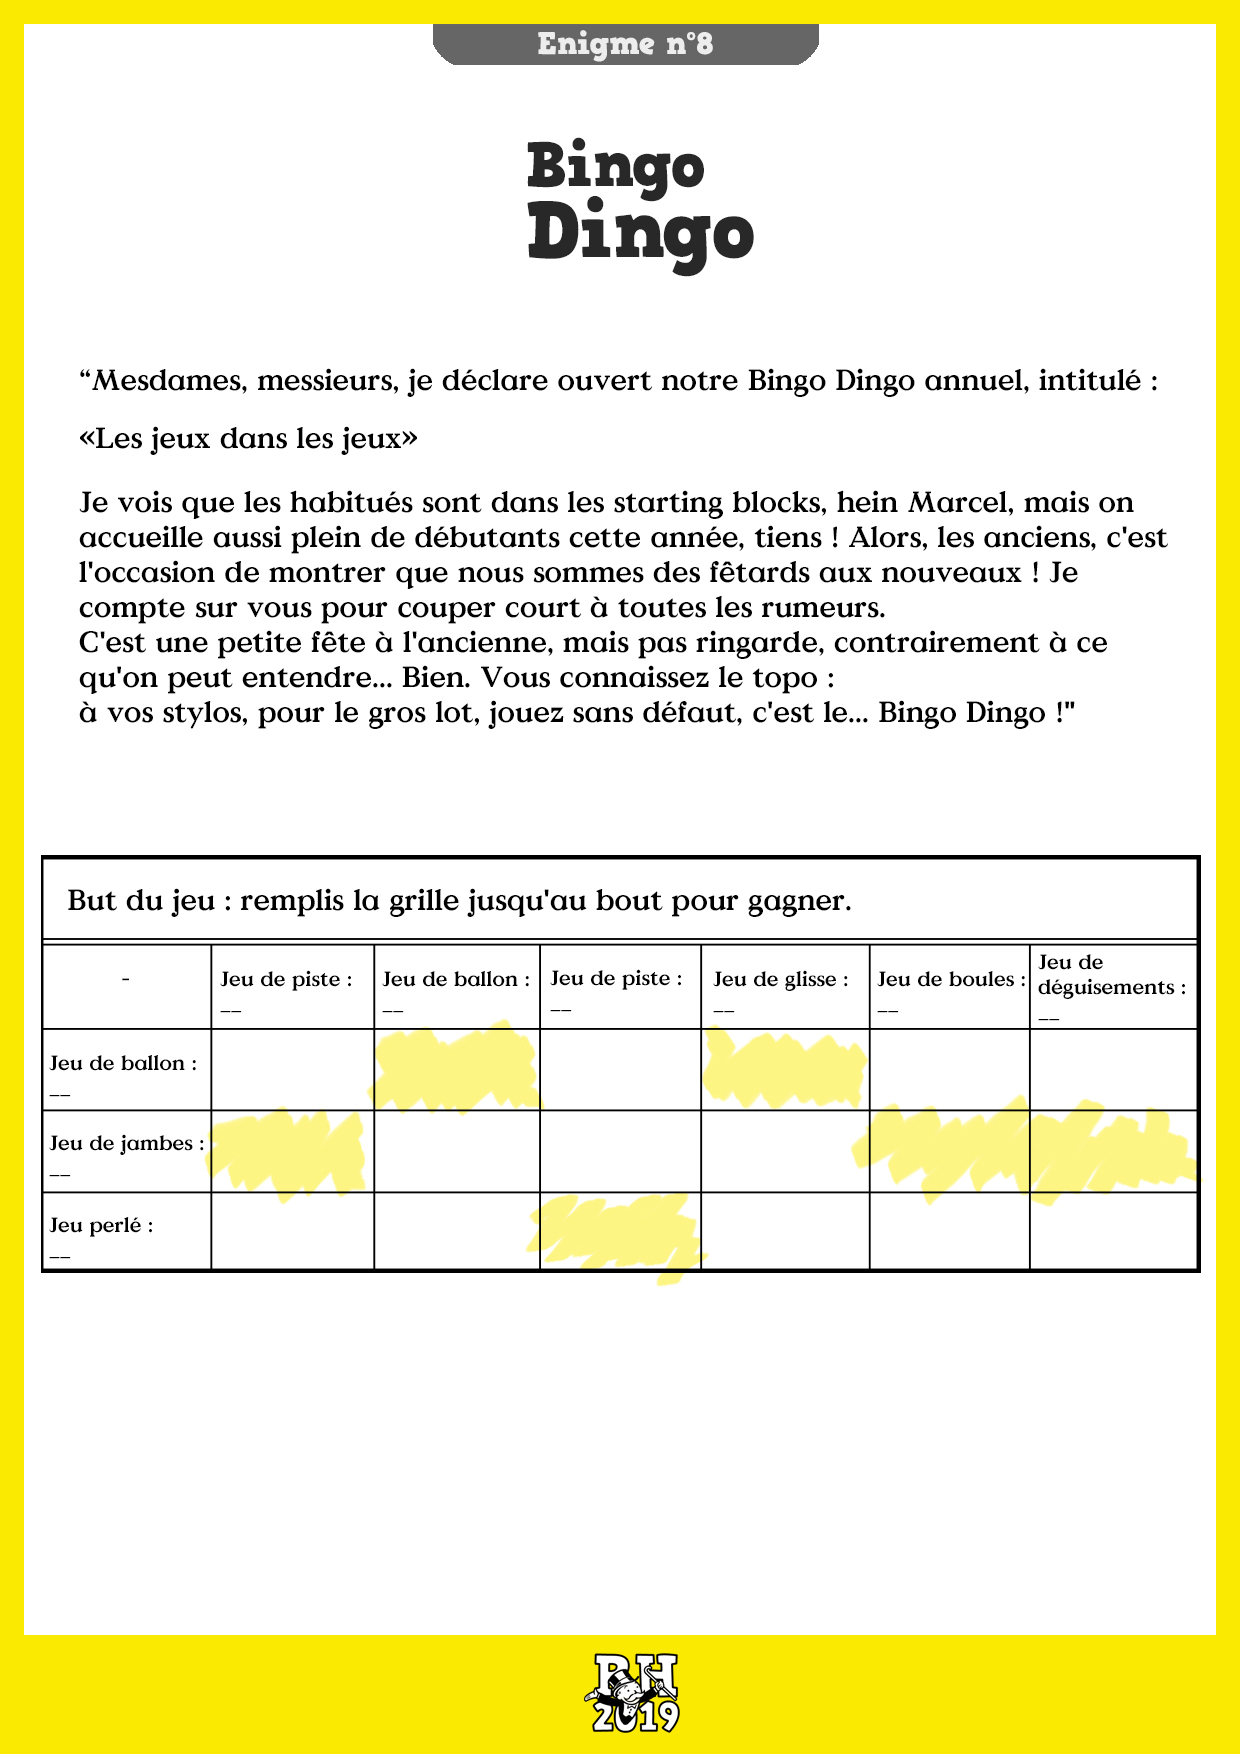 Enigme n°8
Bingo
Dingo
“Mesdames, messieurs, je déclare ouvert notre Bingo Dingo annuel, intitulé :
«Les jeux dans les jeux»
Je vois que les habitués sont dans les starting blocks, hein Marcel, mais on
accueille aussi plein de débutants cette année, tiens ! Alors, les anciens, c'est
l'occasion de montrer que nous sommes des fêtards aux nouveaux ! Je
compte sur vous pour couper court à toutes les rumeurs.
C'est une petite fête à l'ancienne, mais pas ringarde, contrairement à ce
qu'on peut entendre... Bien. Vous connaissez le topo :
à vos stylos, pour le gros lot, jouez sans défaut, c'est le... Bingo Dingo !"
But du jeu : remplis la grille jusqu'au bout pour gagner.
-
Jeu de piste :
__
Jeu de ballon :
__
Jeu de piste :
__
Jeu de glisse :
__
Jeu de boules :
__
Jeu de
déguisements :
__
Jeu de ballon :
__
Jeu de jambes :
__
Jeu perlé :
__
RH
2019